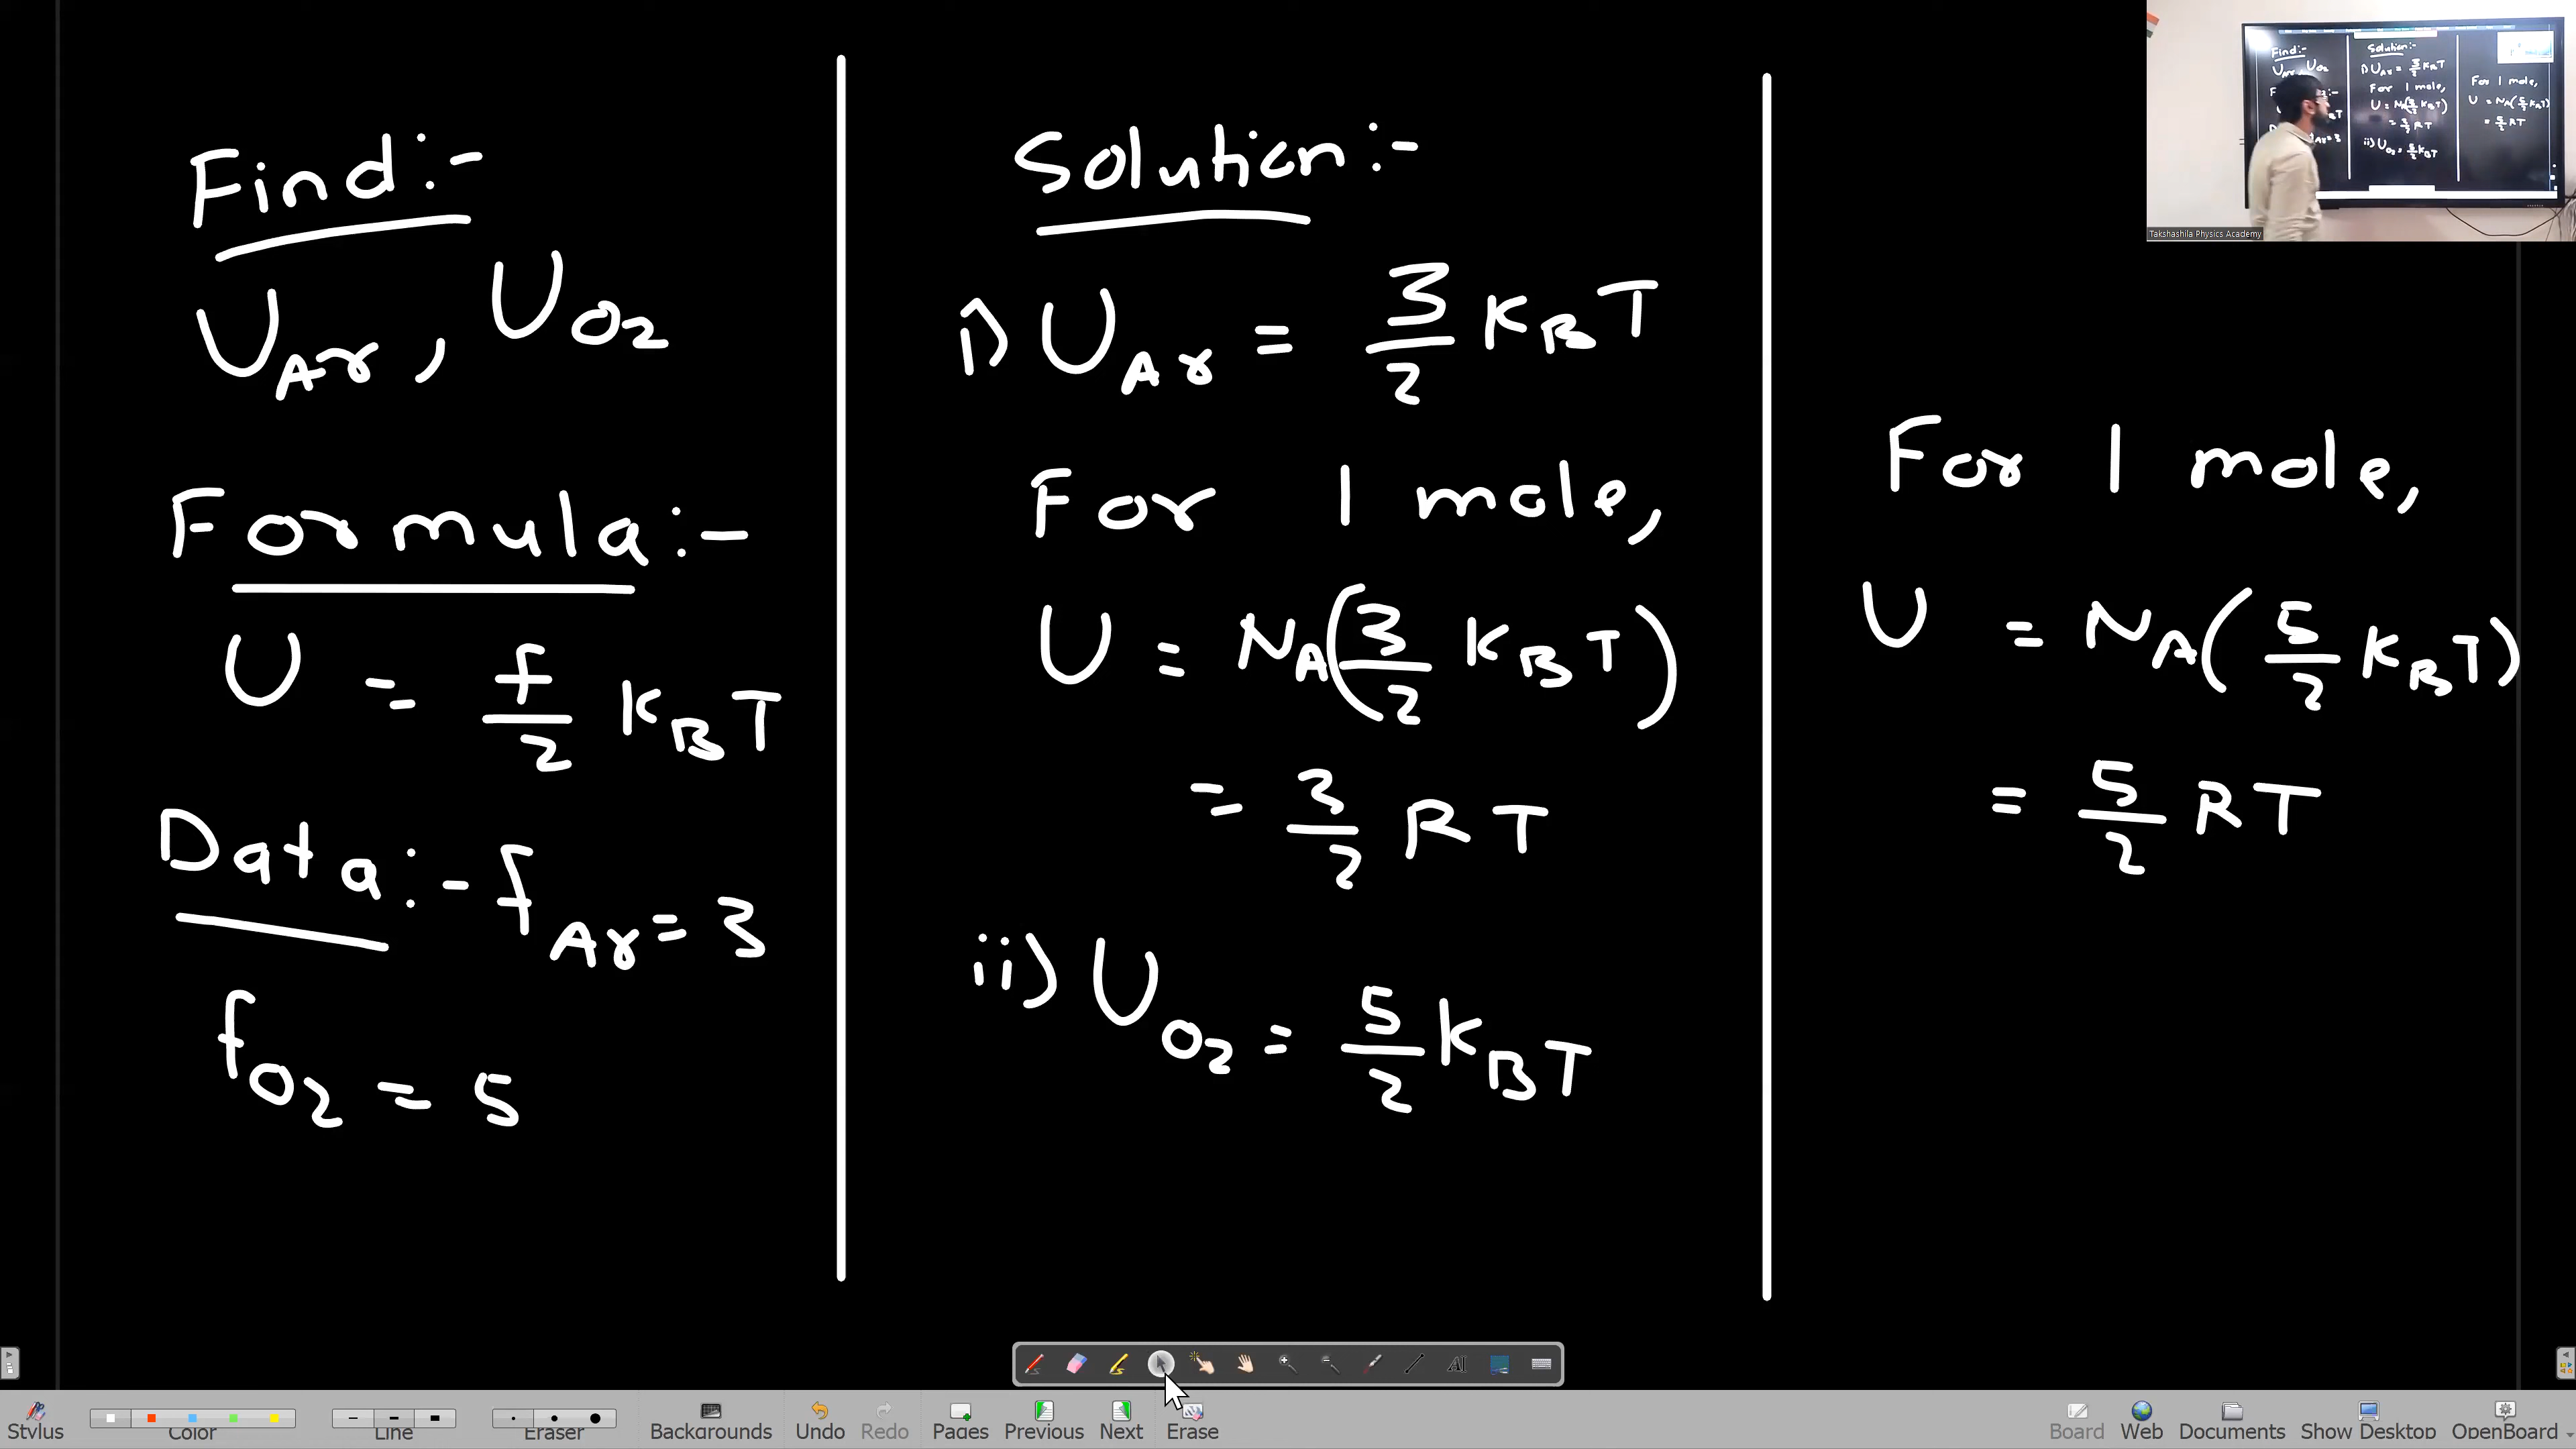 Find:-
U_Ar, U_O2
Formula:-
U = f/2 K_B T
Data:- f_Ar = 3
f_O2 = 5
Solution:-
i) U_Ar = 3/2 K_B T
For 1 mole,
U = N_A (3/2 K_B T)
= 3/2 R T
ii) U_O2 = 5/2 K_B T
For 1 mole,
U = N_A (5/2 K_B T)
= 5/2 R T
Takshashila Physics Academy
Stylus Color Line Eraser Backgrounds Undo Redo Pages Previous Next Erase Board Web Documents Show Desktop OpenBoard